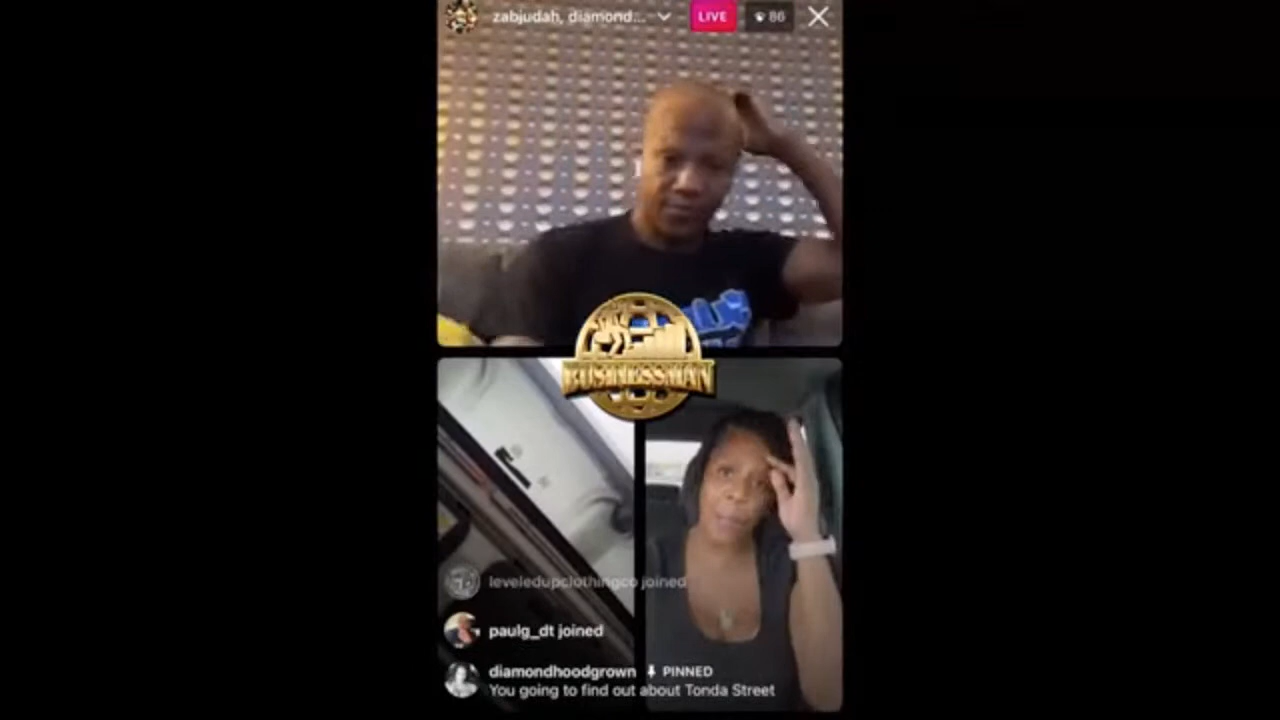 zabjudah, diamond...
LIVE
86
BUSINESSMAN
leveledupclothingco joined
paulg_dt joined
diamondhoodgrown PINNED
You going to find out about Tonda Street